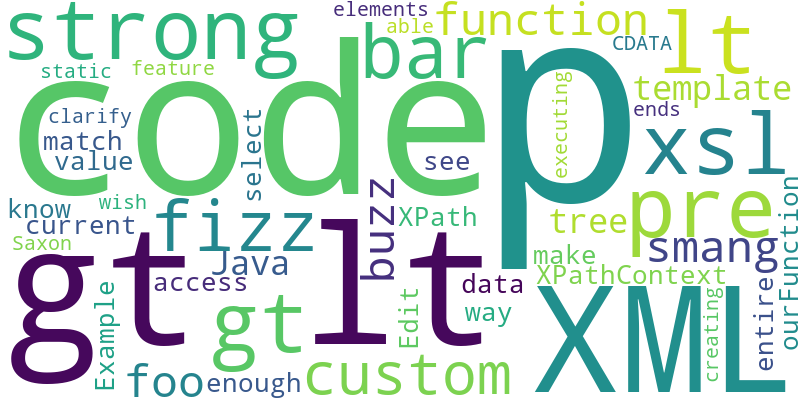 elements
strong
able
function
CDATA
lt
bar
static
feature
code
p
executing
template
ends
clarify
match
value
select
see
xsl
know
wish
current
fizz
buzz
XPath
tree
pre
smang
Saxon
Java
make
XPathContext
access
data
gt
lt
Example
gt
Edit
way
XML
creating
entire
ourFunction
foo
enough
custom